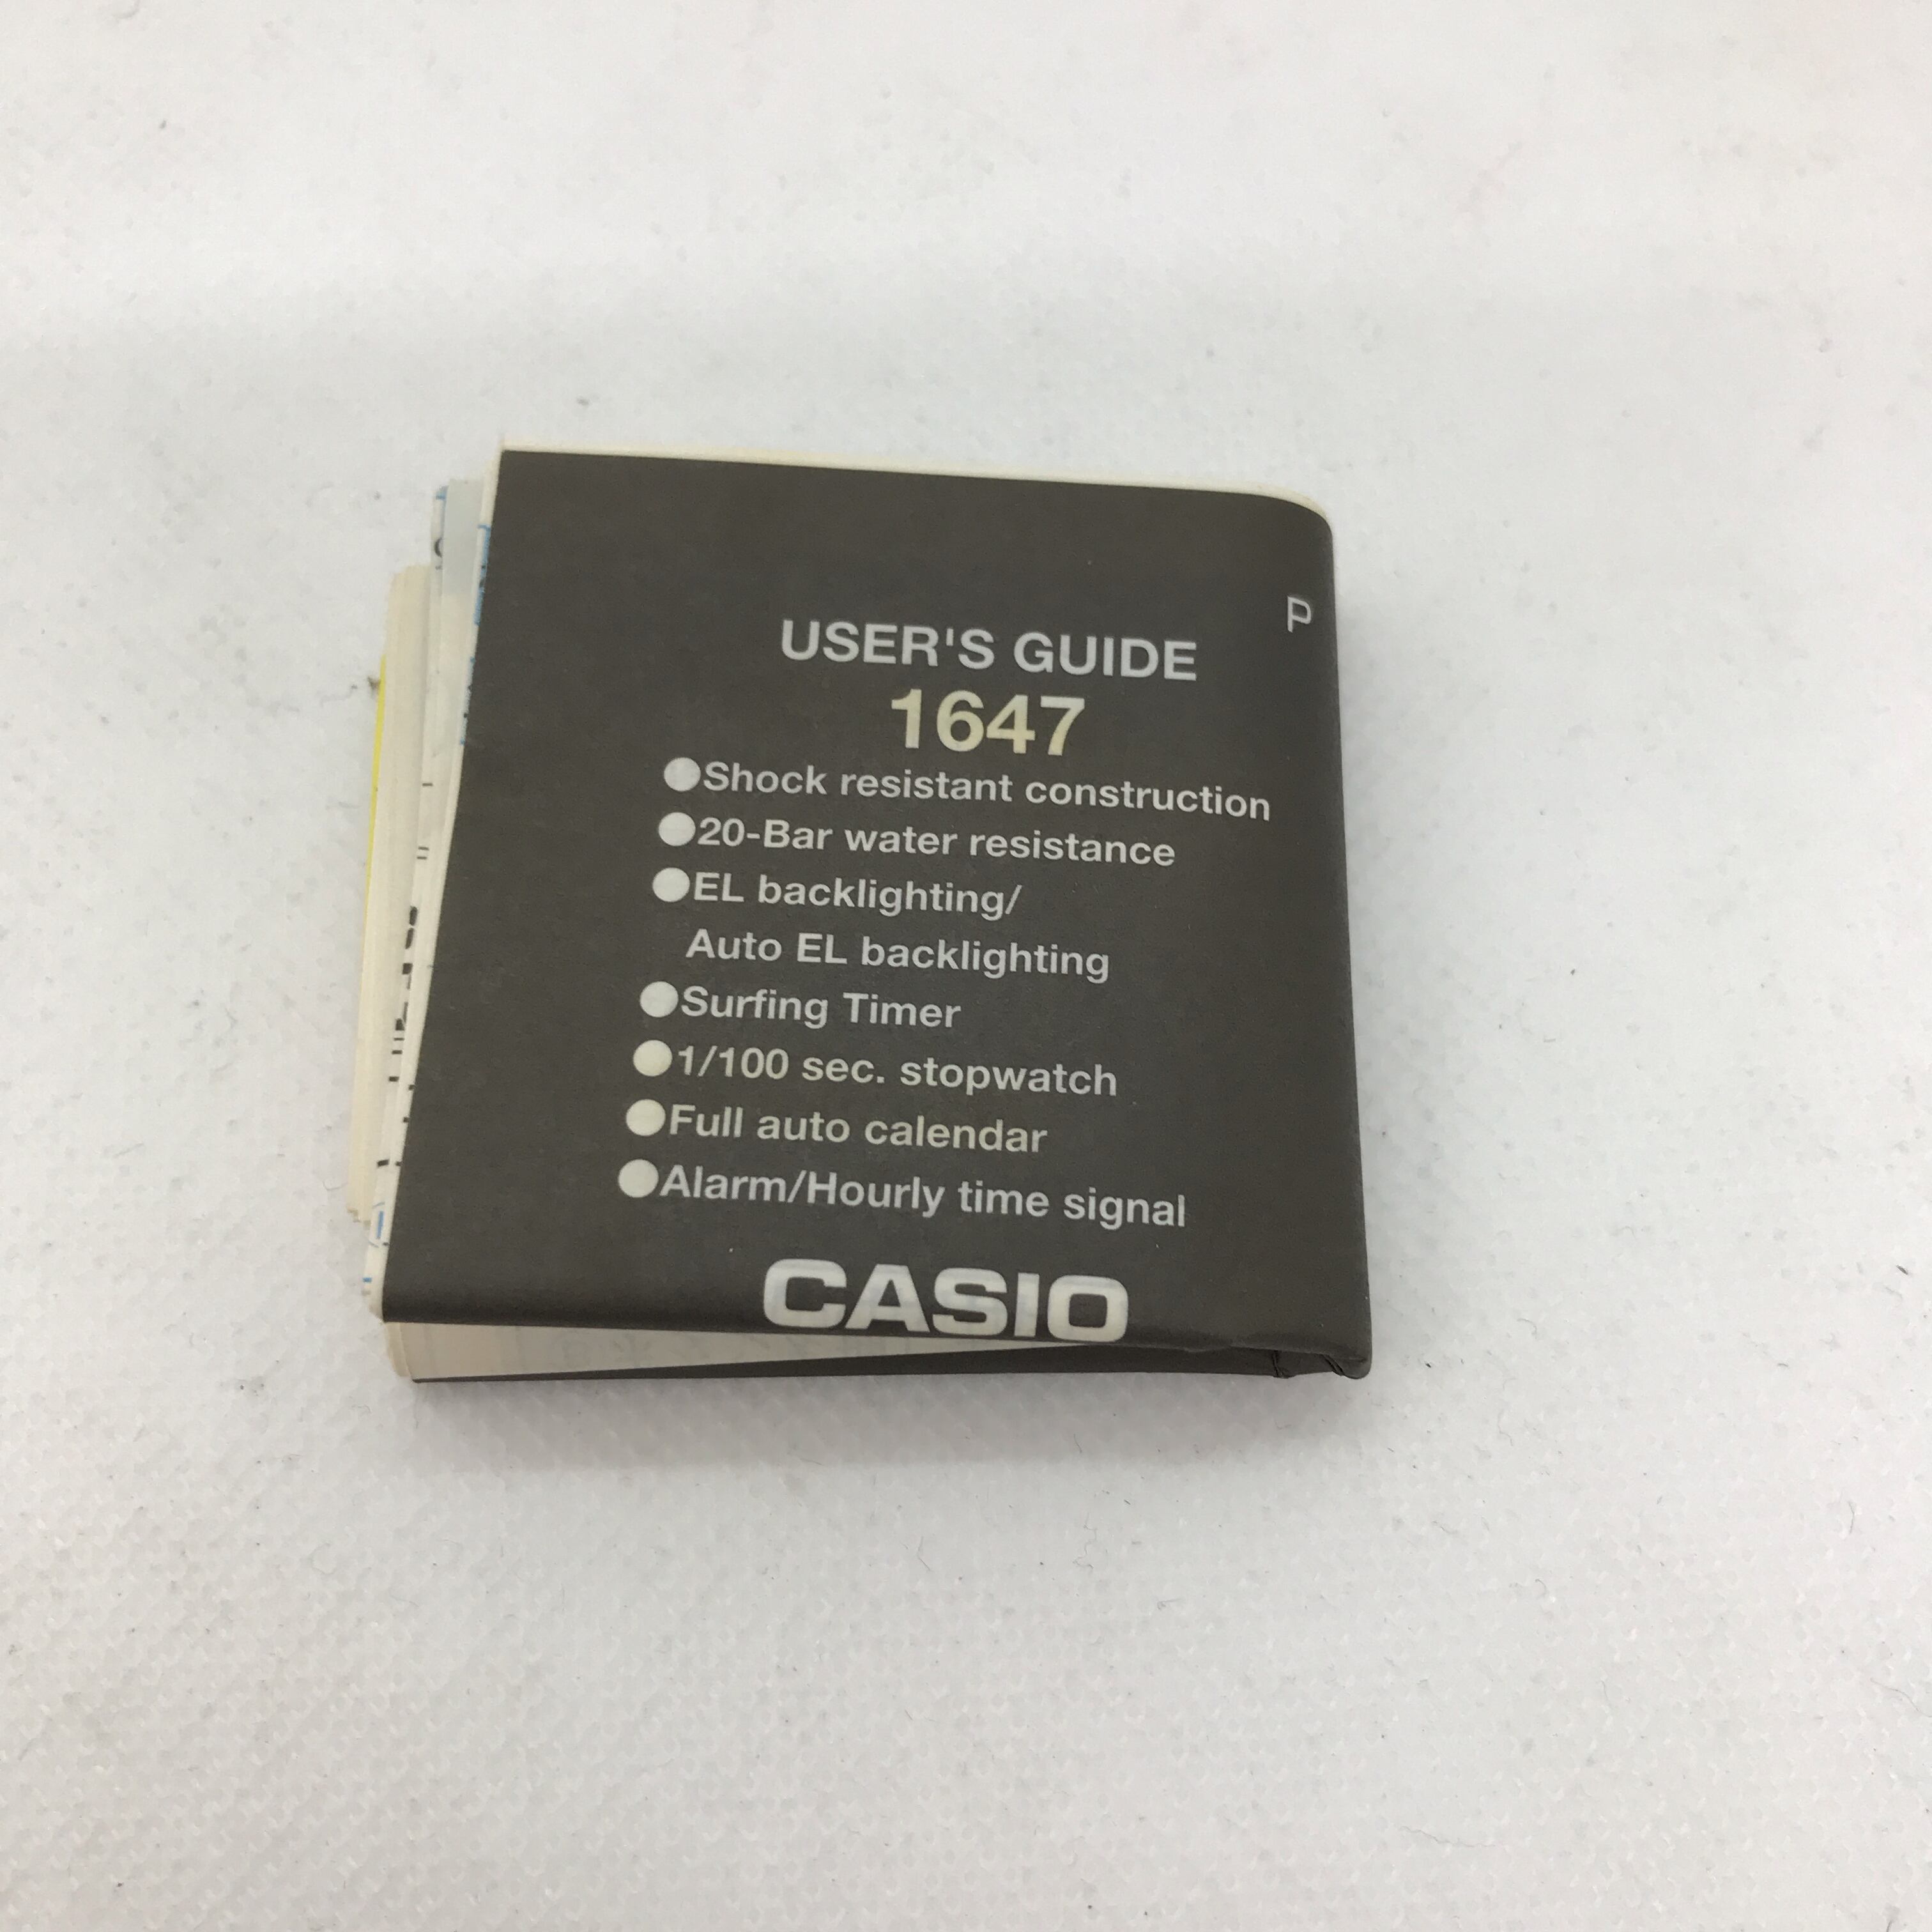 P
USER'S GUIDE
1647
●Shock resistant construction
●20-Bar water resistance
●EL backlighting/
Auto EL backlighting
●Surfing Timer
●1/100 sec. stopwatch
●Full auto calendar
●Alarm/Hourly time signal
CASIO